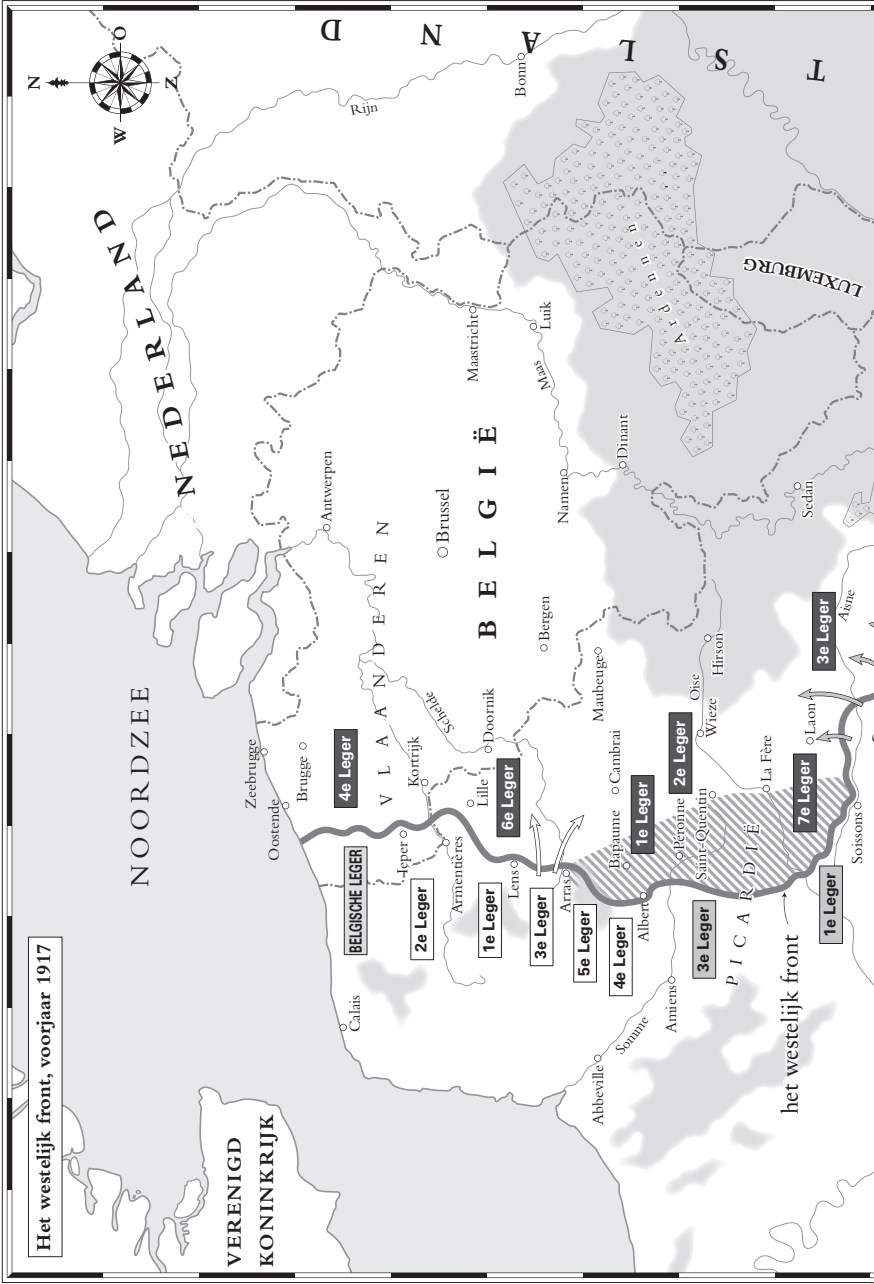 Het westelijk front, voorjaar 1917
N
W
O
Z
NOORDZEE
NEDERLAND
VERENIGD
KONINKRIJK
Zeebrugge
Oostende
Brugge
Antwerpen
Rijn
Calais
BELGISCHE LEGER
4e Leger
VLAANDEREN
Ieper
Kortrijk
2e Leger
Armentières
Schelde
Brussel
Maastricht
Lille
Doornik
BELGIË
1e Leger
Lens
6e Leger
Bonn
3e Leger
Arras
Bergen
Namen
Maas
Luik
5e Leger
Abbeville
Somme
4e Leger
Albert
Bapaume
Cambrai
Maubeuge
Dinant
1e Leger
Amiens
Péronne
2e Leger
Oise
Ardennen
3e Leger
Saint-Quentin
Wieze
Hirson
PICARDIË
La Fère
LUXEMBURG
het westelijk front
7e Leger
Laon
Sedan
1e Leger
Soissons
3e Leger
Aisne
TSLAND